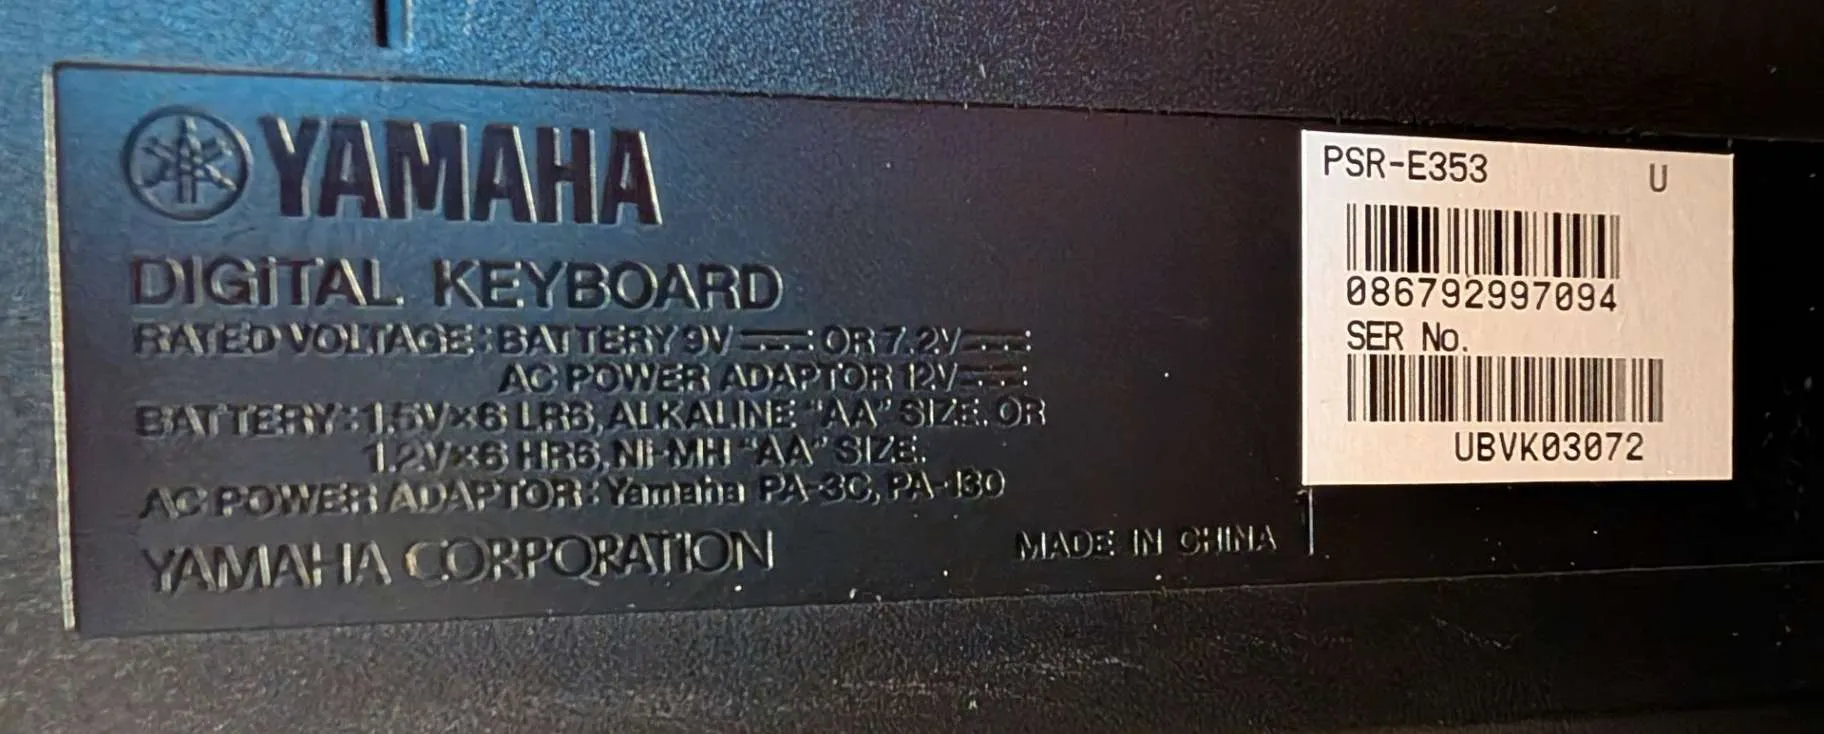 YAMAHA
DIGITAL KEYBOARD
RATED VOLTAGE : BATTERY 9V ⎓ : OR 7.2V ⎓ :
AC POWER ADAPTOR 12V ⎓ :
BATTERY : 1.5V×6 LR6, ALKALINE "AA" SIZE. OR
1.2V×6 HR6, NI-MH "AA" SIZE.
AC POWER ADAPTOR : Yamaha PA-3C, PA-130
YAMAHA CORPORATION
MADE IN CHINA
PSR-E353 U
086792997094
SER No.
UBVK03072